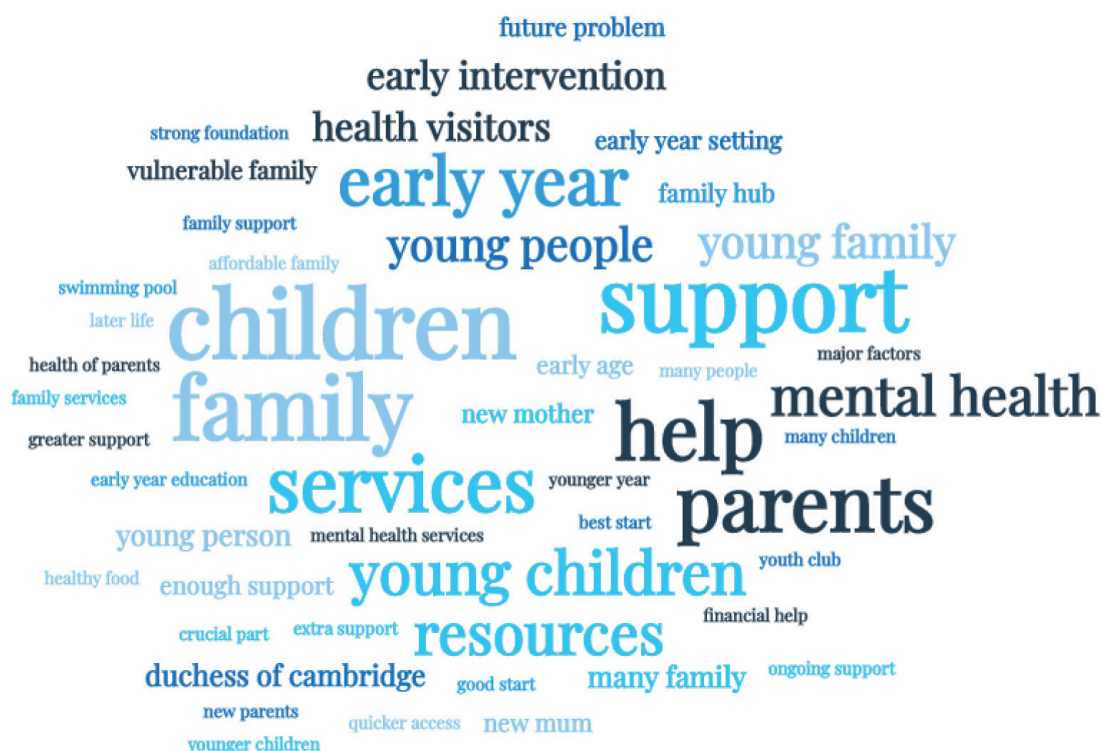 future problem
early intervention
health visitors
strong foundation
early year setting
vulnerable family
early year
family hub
family support
young people
young family
affordable family
swimming pool
children
support
later life
major factors
health of parents
early age
many people
family services
family
new mother
help
mental health
greater support
many children
early year education
services
younger year
parents
best start
young person
mental health services
youth club
healthy food
enough support
young children
financial help
crucial part
extra support
resources
duchess of cambridge
good start
many family
ongoing support
new parents
quicker access
new mum
younger children